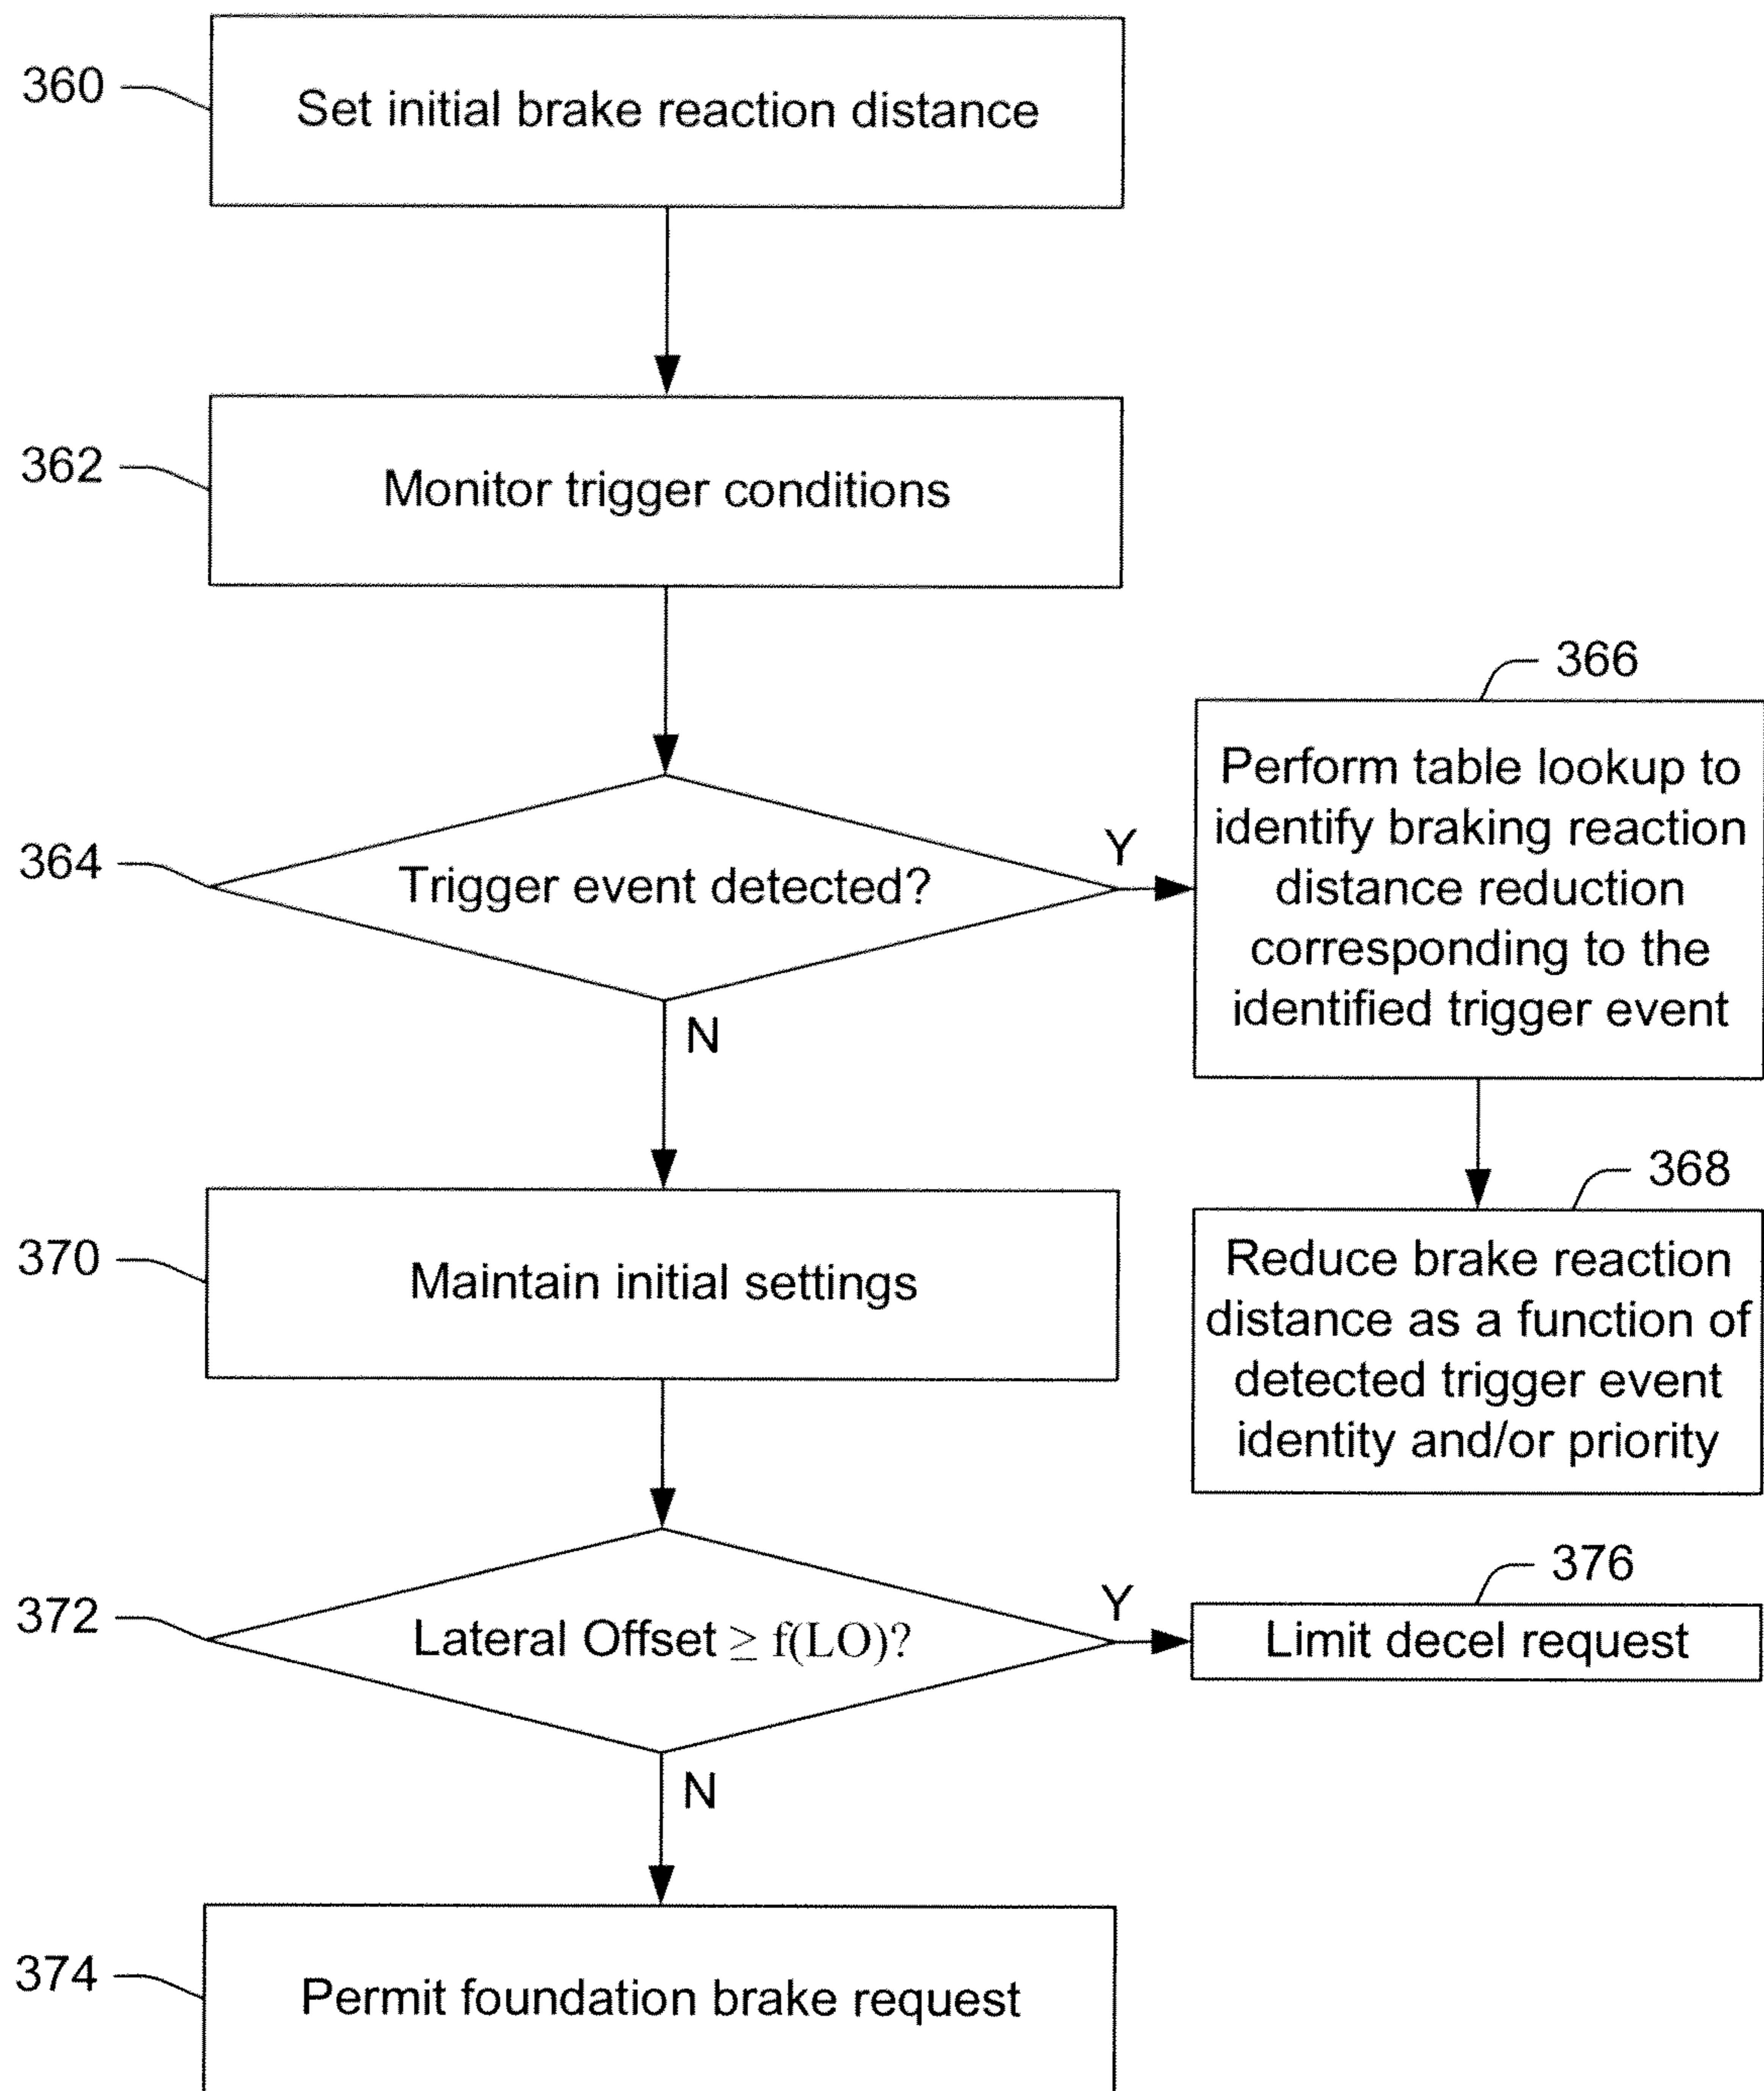 360
Set initial brake reaction distance
362
Monitor trigger conditions
366
364
Trigger event detected?
Y
N
Perform table lookup to
identify braking reaction
distance reduction
corresponding to the
identified trigger event
368
370
Maintain initial settings
Reduce brake reaction
distance as a function of
detected trigger event
identity and/or priority
372
Lateral Offset ≥ f(LO)?
Y
N
376
Limit decel request
374
Permit foundation brake request